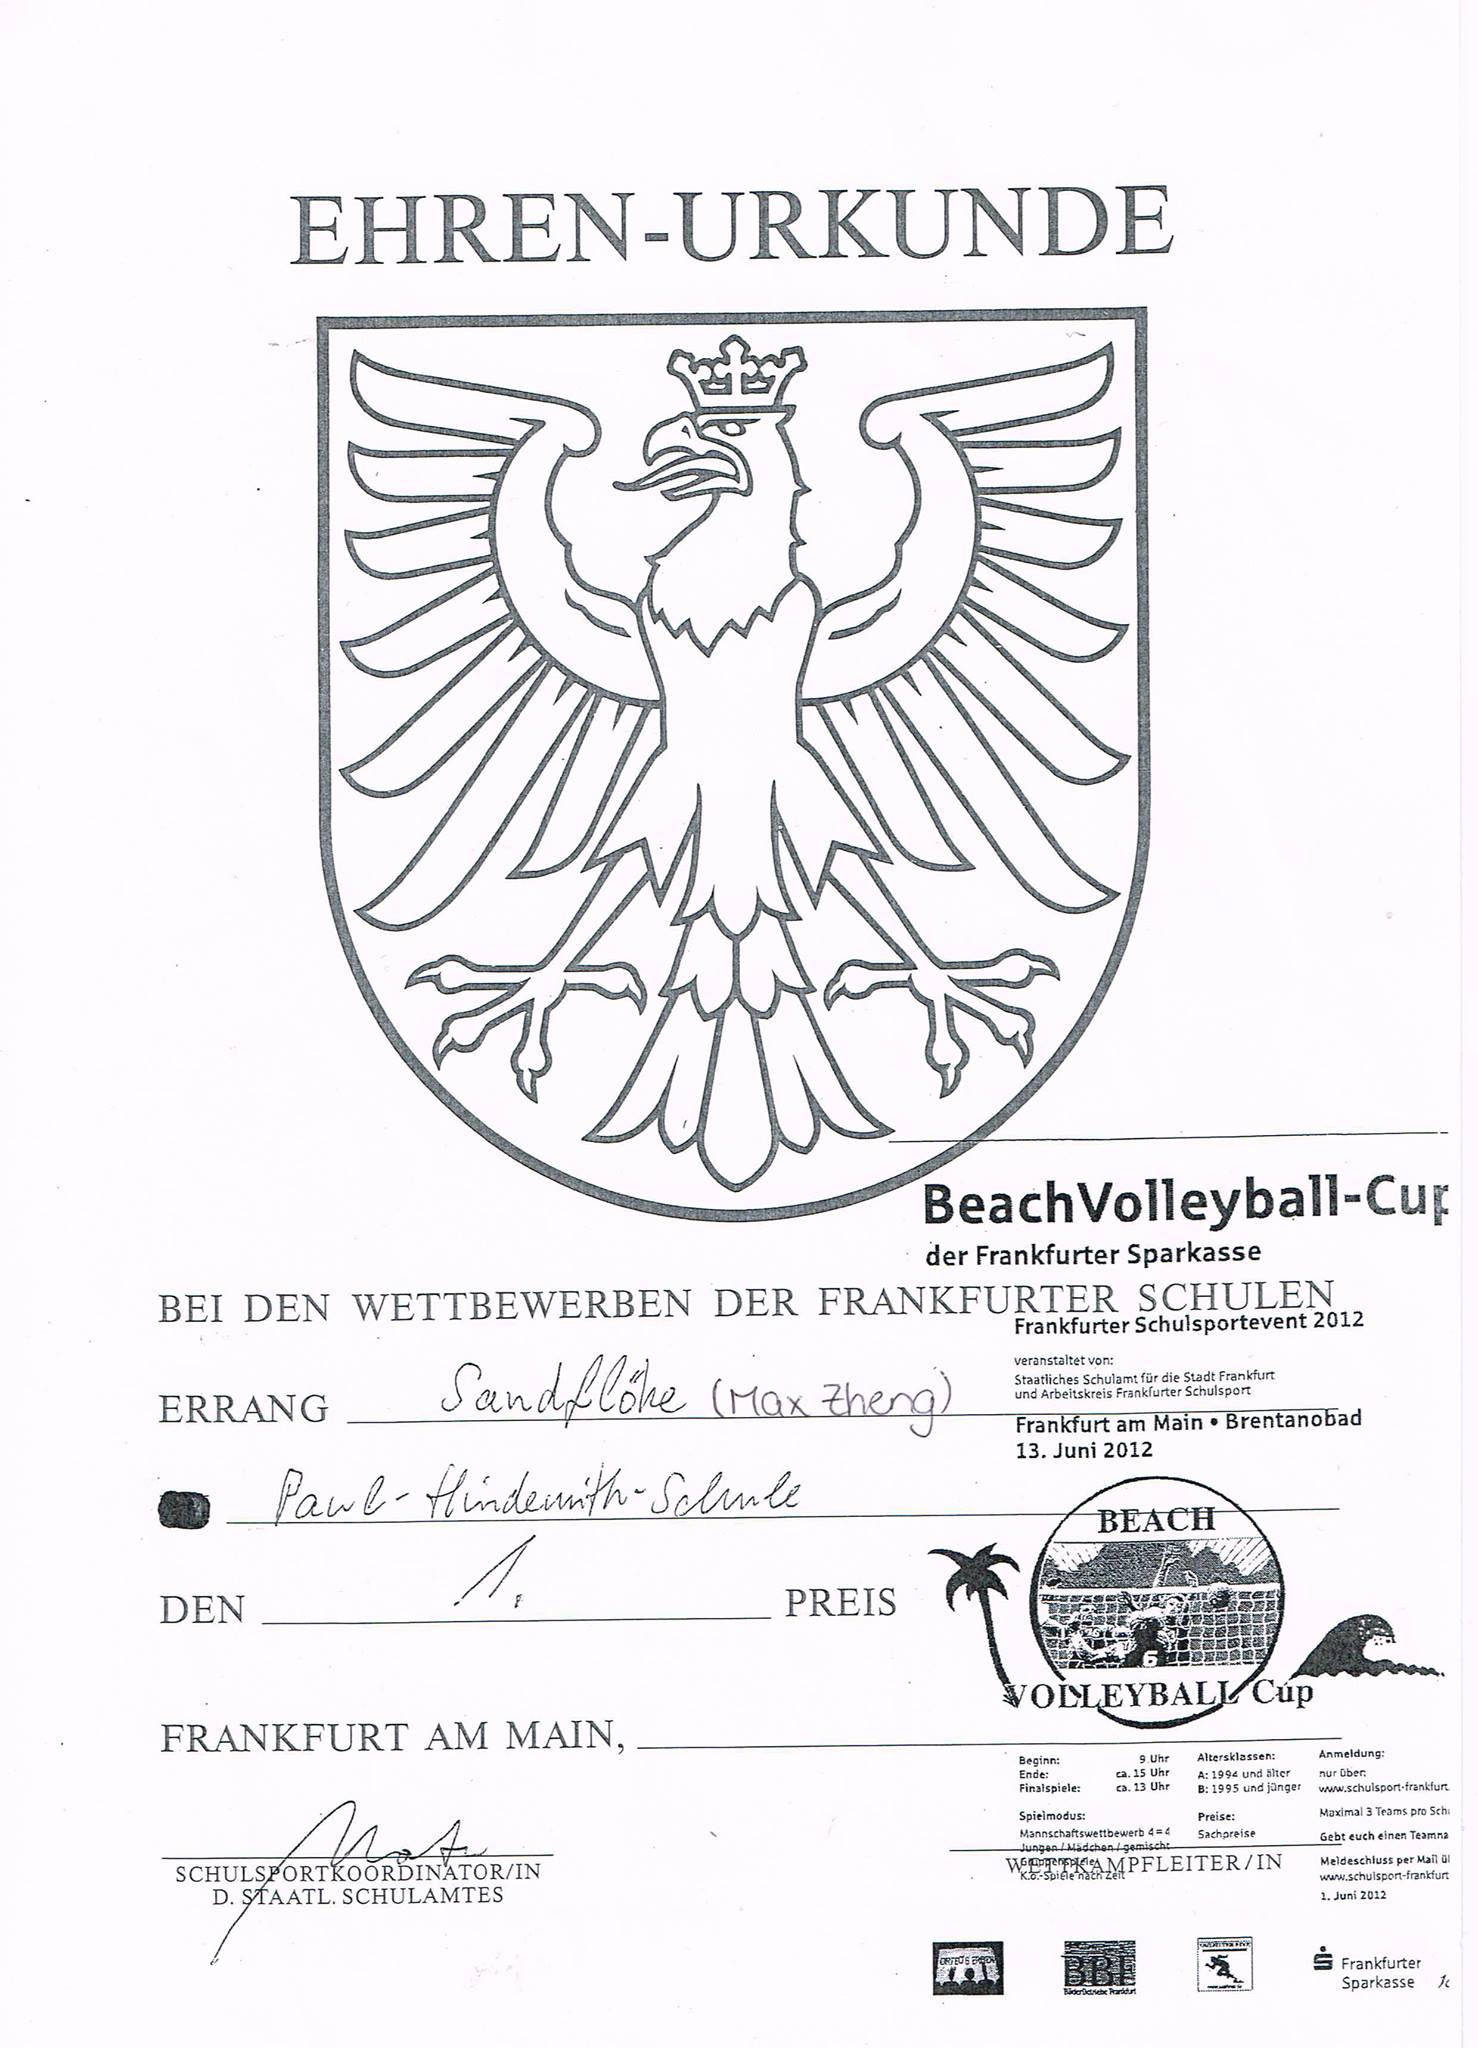 EHREN-URKUNDE
BeachVolleyball-Cup
der Frankfurter Sparkasse
BEI DEN WETTBEWERBEN DER FRANKFURTER SCHULEN
Frankfurter Schulsportevent 2012
veranstaltet von:
Staatliches Schulamt für die Stadt Frankfurt
und Arbeitskreis Frankfurter Schulsport
ERRANG Sandflöhe (Max Zheng)
Frankfurt am Main • Brentanobad
13. Juni 2012
Paul-Hindemith-Schule
BEACH
6
DEN 1. PREIS
VOLLEYBALL Cup
FRANKFURT AM MAIN,
Beginn: 9 Uhr
Ende: ca. 15 Uhr
Finalspiele: ca. 13 Uhr
Altersklassen:
A: 1994 und älter
B: 1995 und jünger
Anmeldung:
nur über:
www.schulsport-frankfurt.
Spielmodus:
Mannschaftswettbewerb 4=4
Jungen / Mädchen / gemischt
Gruppenspiele
K.o.-Spiele nach Zeit
Preise:
Sachpreise
Maximal 3 Teams pro Sch
Gebt euch einen Teamna
Meldeschluss per Mail ü
www.schulsport-frankfurt
1. Juni 2012
SCHULSPORTKOORDINATOR/IN
D. STAATL. SCHULAMTES
WETTKAMPFLEITER/IN
BBF
BäderBetriebe Frankfurt
Frankfurter
Sparkasse